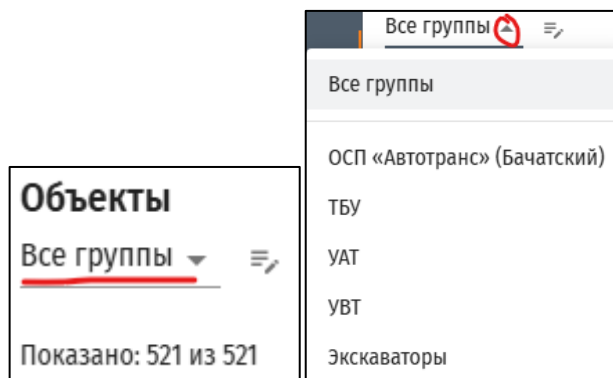 Объекты
Все группы
Показано: 521 из 521
Все группы
Все группы
ОСП «Автотранс» (Бачатский)
ТБУ
УАТ
УВТ
Экскаваторы